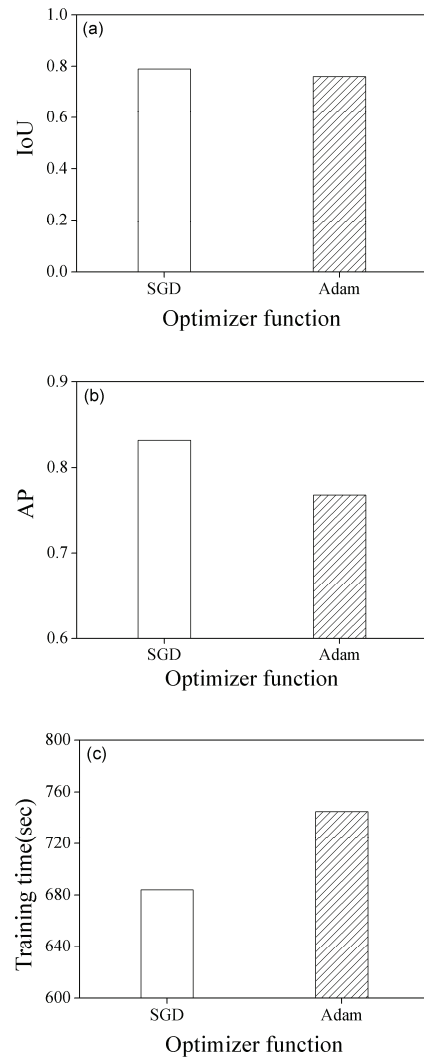 (a)
1.0
0.8
0.6
0.4
0.2
0.0
IoU
SGD Adam
Optimizer function
(b)
0.9
0.8
0.7
0.6
AP
SGD Adam
Optimizer function
(c)
800
760
720
680
640
600
Training time(sec)
SGD Adam
Optimizer function